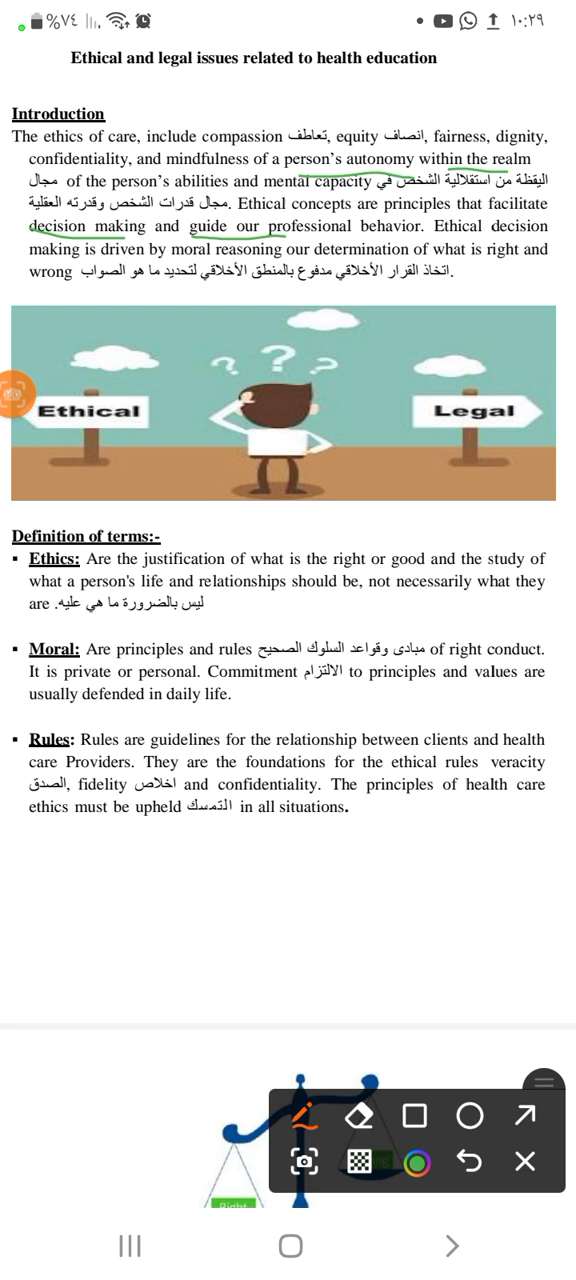 %٧٤ ١٠:٢٩
Ethical and legal issues related to health education
Introduction
The ethics of care, include compassion تعاطف, equity انصاف, fairness, dignity,
confidentiality, and mindfulness of a person's autonomy within the realm
اليقظة من استقلالية الشخص في مجال of the person's abilities and mental capacity
مجال قدرات الشخص وقدرته العقلية. Ethical concepts are principles that facilitate
decision making and guide our professional behavior. Ethical decision
making is driven by moral reasoning our determination of what is right and
wrong اتخاذ القرار الأخلاقي مدفوع بالمنطق الأخلاقي لتحديد ما هو الصواب.
? ? ?
Ethical
Legal
Definition of terms:-
▪ Ethics: Are the justification of what is the right or good and the study of
what a person's life and relationships should be, not necessarily what they
are ليس بالضرورة ما هي عليه.
▪ Moral: Are principles and rules مبادئ وقواعد السلوك الصحيح of right conduct.
It is private or personal. Commitment الالتزام to principles and values are
usually defended in daily life.
▪ Rules: Rules are guidelines for the relationship between clients and health
care Providers. They are the foundations for the ethical rules veracity
الصدق, fidelity اخلاص and confidentiality. The principles of health care
ethics must be upheld التمسك in all situations.
Right